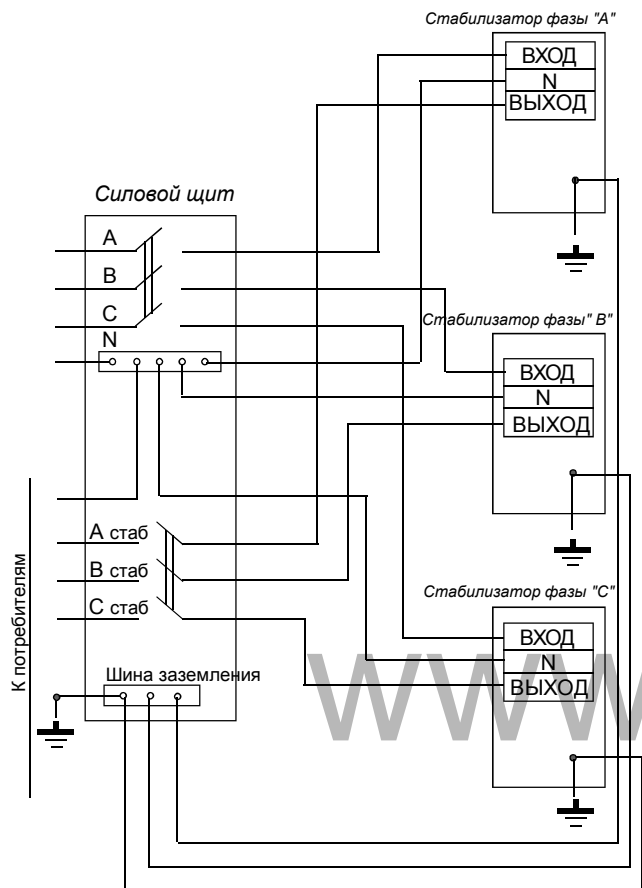 Стабилизатор фазы "А"
ВХОД
N
ВЫХОД
Силовой щит
A
B
C
N
Стабилизатор фазы" В"
ВХОД
N
ВЫХОД
К потребителям
А стаб
В стаб
С стаб
Стабилизатор фазы "С"
ВХОД
N
ВЫХОД
Шина заземления
www